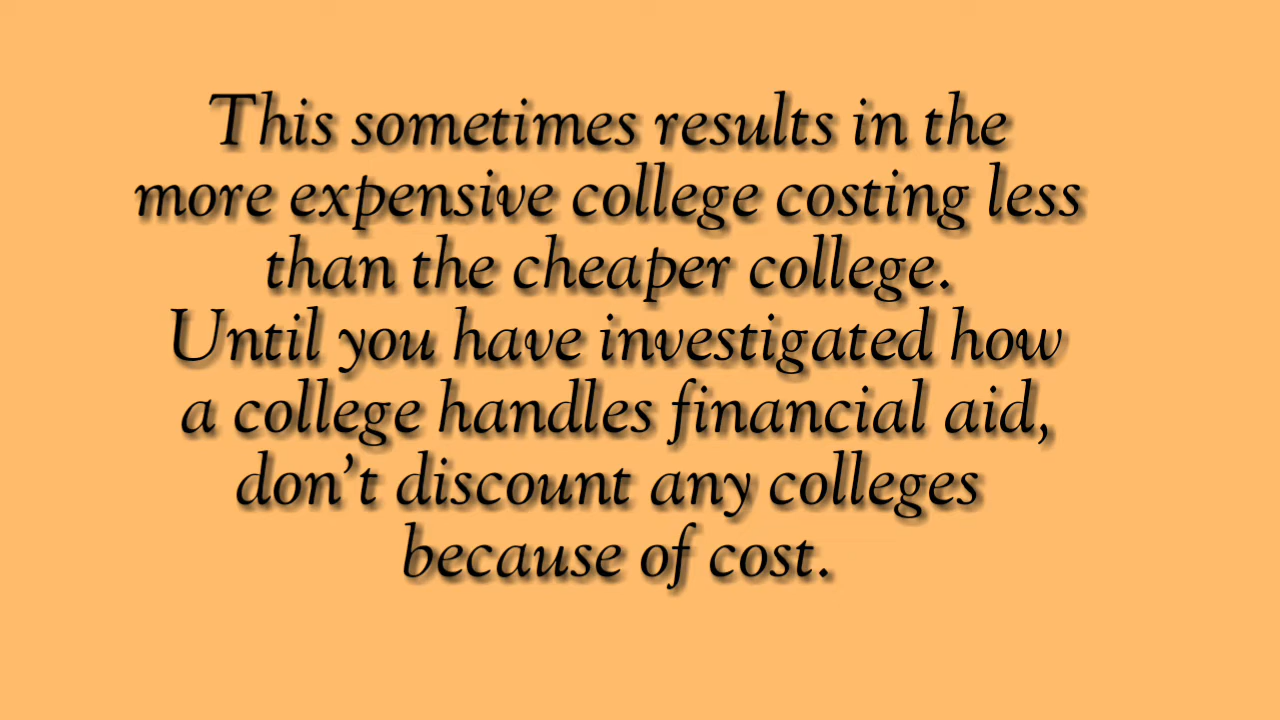 This sometimes results in the
more expensive college costing less
than the cheaper college.
Until you have investigated how
a college handles financial aid,
don’t discount any colleges
because of cost.